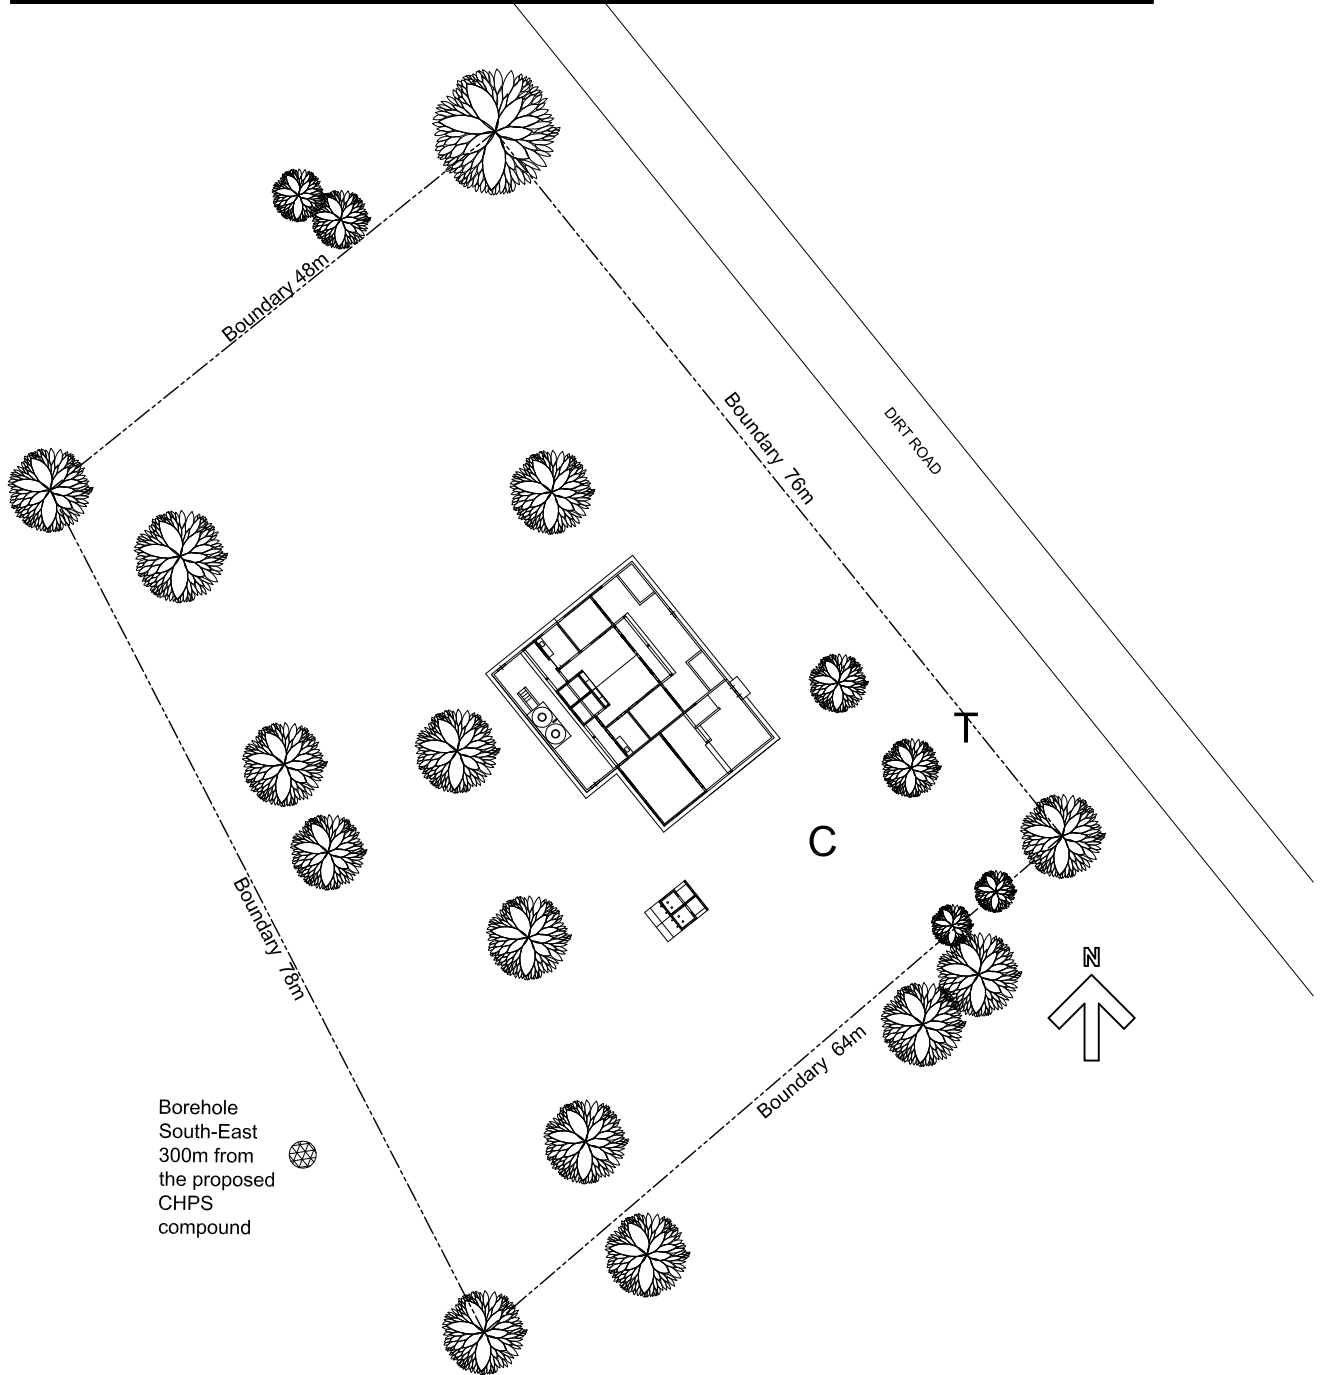 Boundary 48m
Boundary 76m
DIRT ROAD
T
C
Boundary 78m
N
Boundary 64m
Borehole
South-East
300m from
the proposed
CHPS
compound